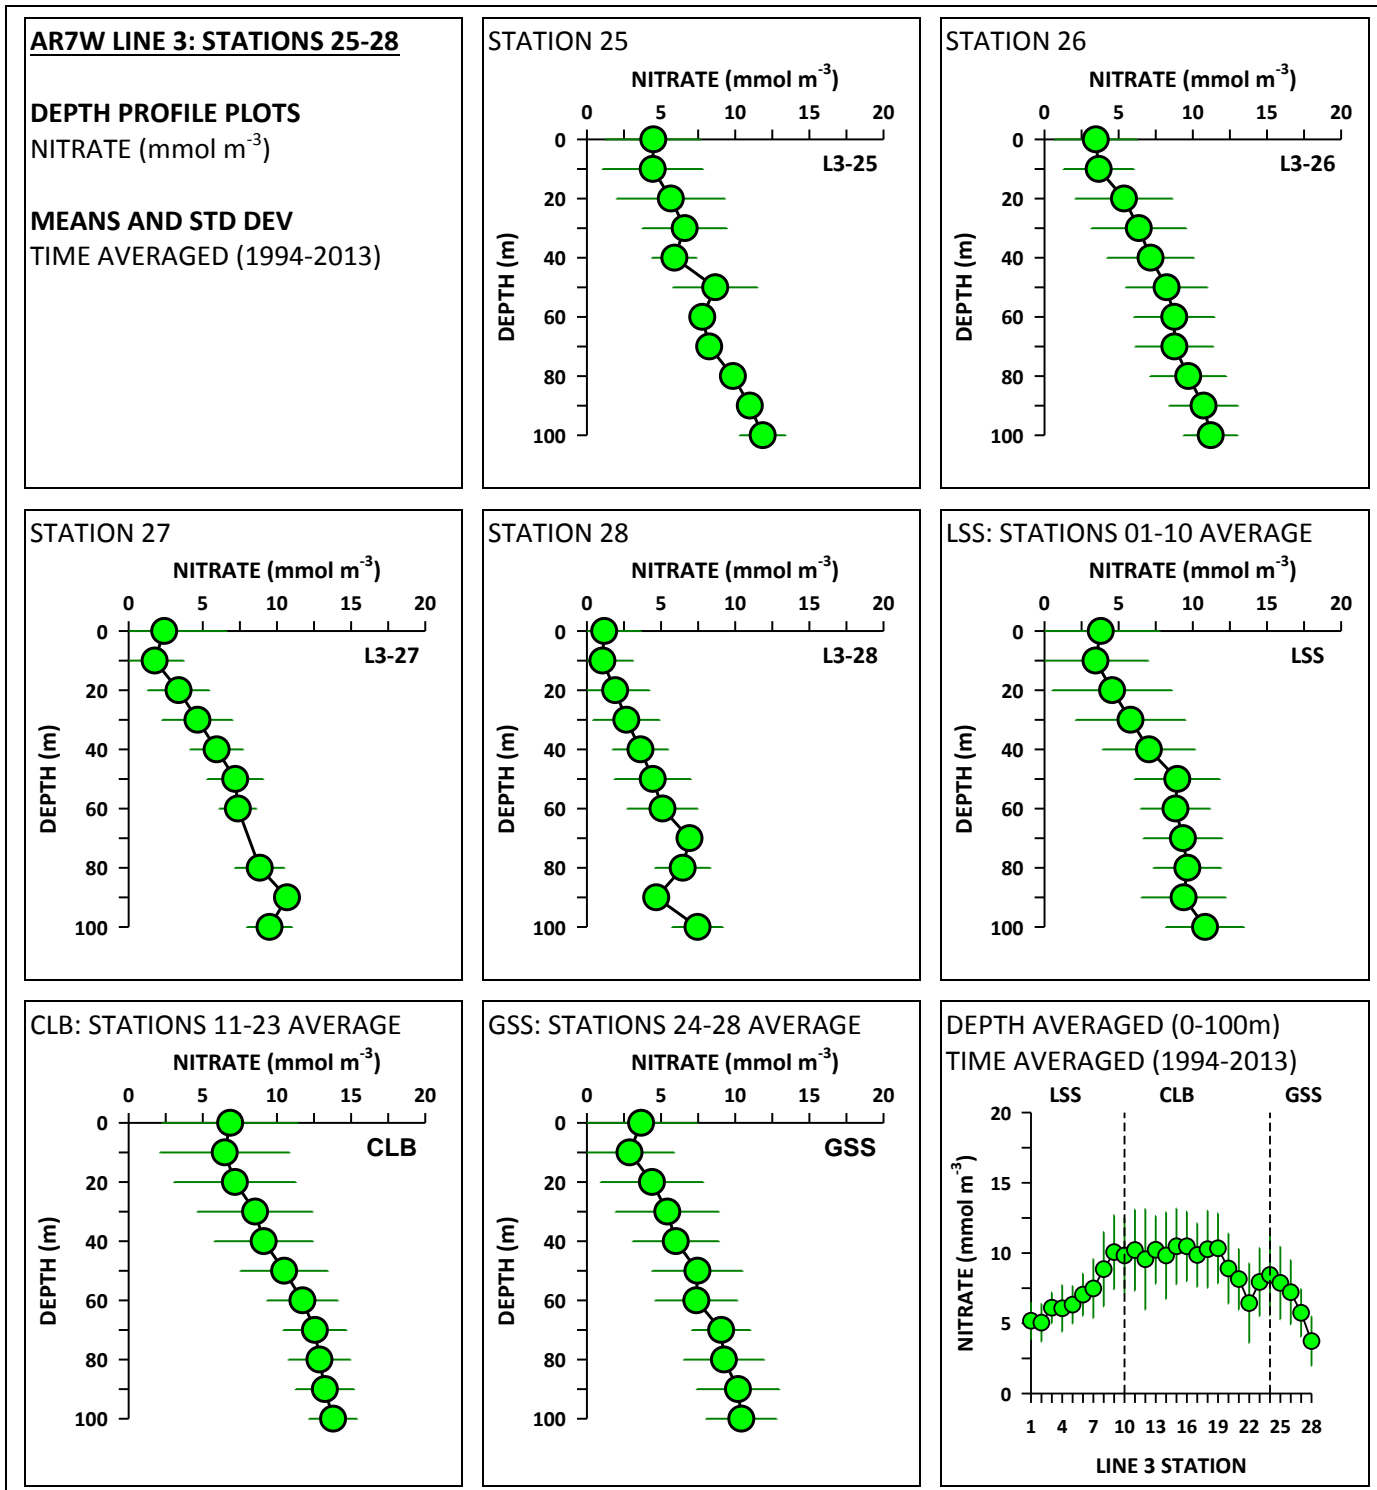 AR7W LINE 3: STATIONS 25-28
DEPTH PROFILE PLOTS
NITRATE (mmol m⁻³)
MEANS AND STD DEV
TIME AVERAGED (1994-2013)
STATION 25
NITRATE (mmol m⁻³)
0 5 10 15 20
L3-25
DEPTH (m)
0
20
40
60
80
100
STATION 26
NITRATE (mmol m⁻³)
0 5 10 15 20
L3-26
DEPTH (m)
0
20
40
60
80
100
STATION 27
NITRATE (mmol m⁻³)
0 5 10 15 20
L3-27
DEPTH (m)
0
20
40
60
80
100
STATION 28
NITRATE (mmol m⁻³)
0 5 10 15 20
L3-28
DEPTH (m)
0
20
40
60
80
100
LSS: STATIONS 01-10 AVERAGE
NITRATE (mmol m⁻³)
0 5 10 15 20
LSS
DEPTH (m)
0
20
40
60
80
100
CLB: STATIONS 11-23 AVERAGE
NITRATE (mmol m⁻³)
0 5 10 15 20
CLB
DEPTH (m)
0
20
40
60
80
100
GSS: STATIONS 24-28 AVERAGE
NITRATE (mmol m⁻³)
0 5 10 15 20
GSS
DEPTH (m)
0
20
40
60
80
100
DEPTH AVERAGED (0-100m)
TIME AVERAGED (1994-2013)
LSS CLB GSS
NITRATE (mmol m⁻³)
20
15
10
5
0
1 4 7 10 13 16 19 22 25 28
LINE 3 STATION